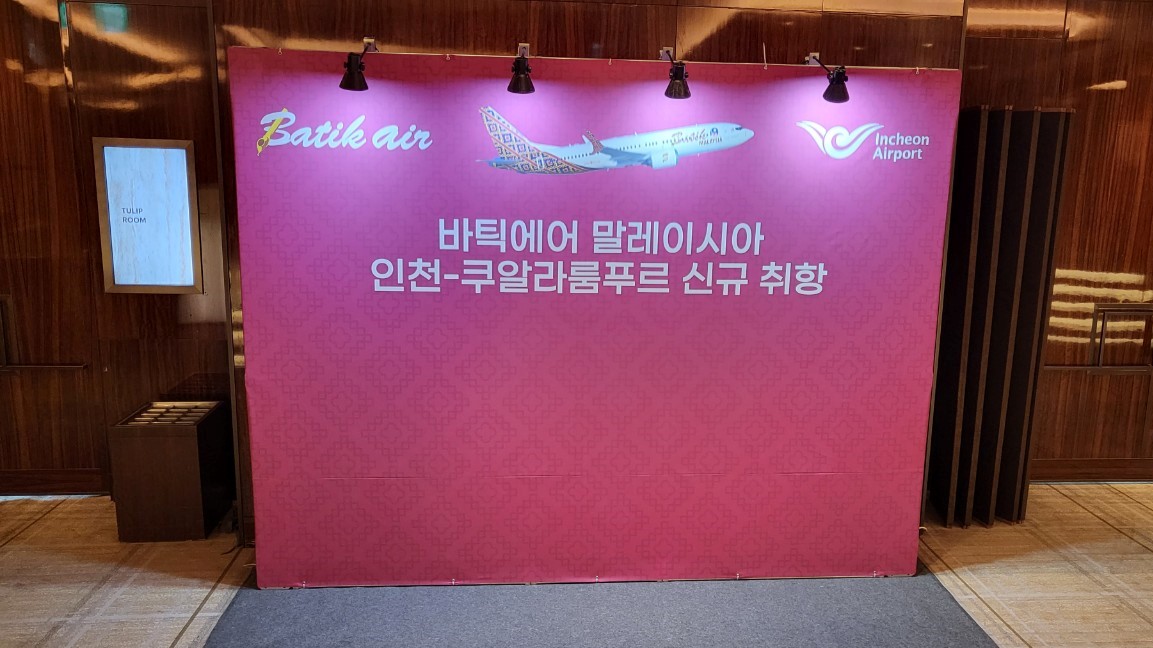 Batik air
Incheon
Airport
바틱에어 말레이시아
인천-쿠알라룸푸르 신규 취항
TULIP
ROOM